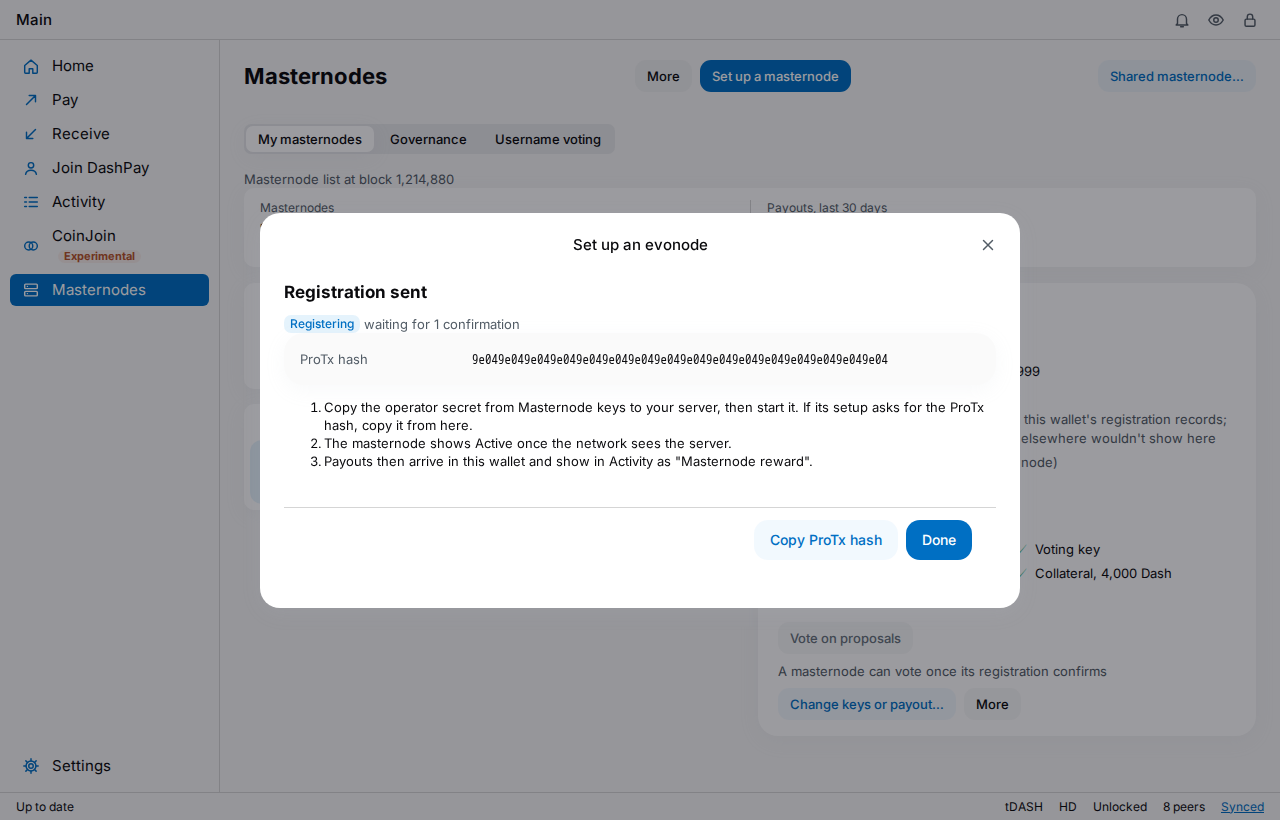 Main
Home
Pay
Receive
Join DashPay
Activity
CoinJoin
Experimental
Masternodes
Settings
Masternodes
More
Set up a masternode
Shared masternode...
My masternodes
Governance
Username voting
Masternode list at block 1,214,880
Masternodes
Payouts, last 30 days
Set up an evonode
Registration sent
Registering waiting for 1 confirmation
ProTx hash
9e049e049e049e049e049e049e049e049e049e049e049e049e049e049e049e04
1. Copy the operator secret from Masternode keys to your server, then start it. If its setup asks for the ProTx
hash, copy it from here.
2. The masternode shows Active once the network sees the server.
3. Payouts then arrive in this wallet and show in Activity as "Masternode reward".
Copy ProTx hash
Done
999
this wallet's registration records;
elsewhere wouldn't show here
node)
Voting key
Collateral, 4,000 Dash
Vote on proposals
A masternode can vote once its registration confirms
Change keys or payout...
More
Up to date
tDASH
HD
Unlocked
8 peers
Synced